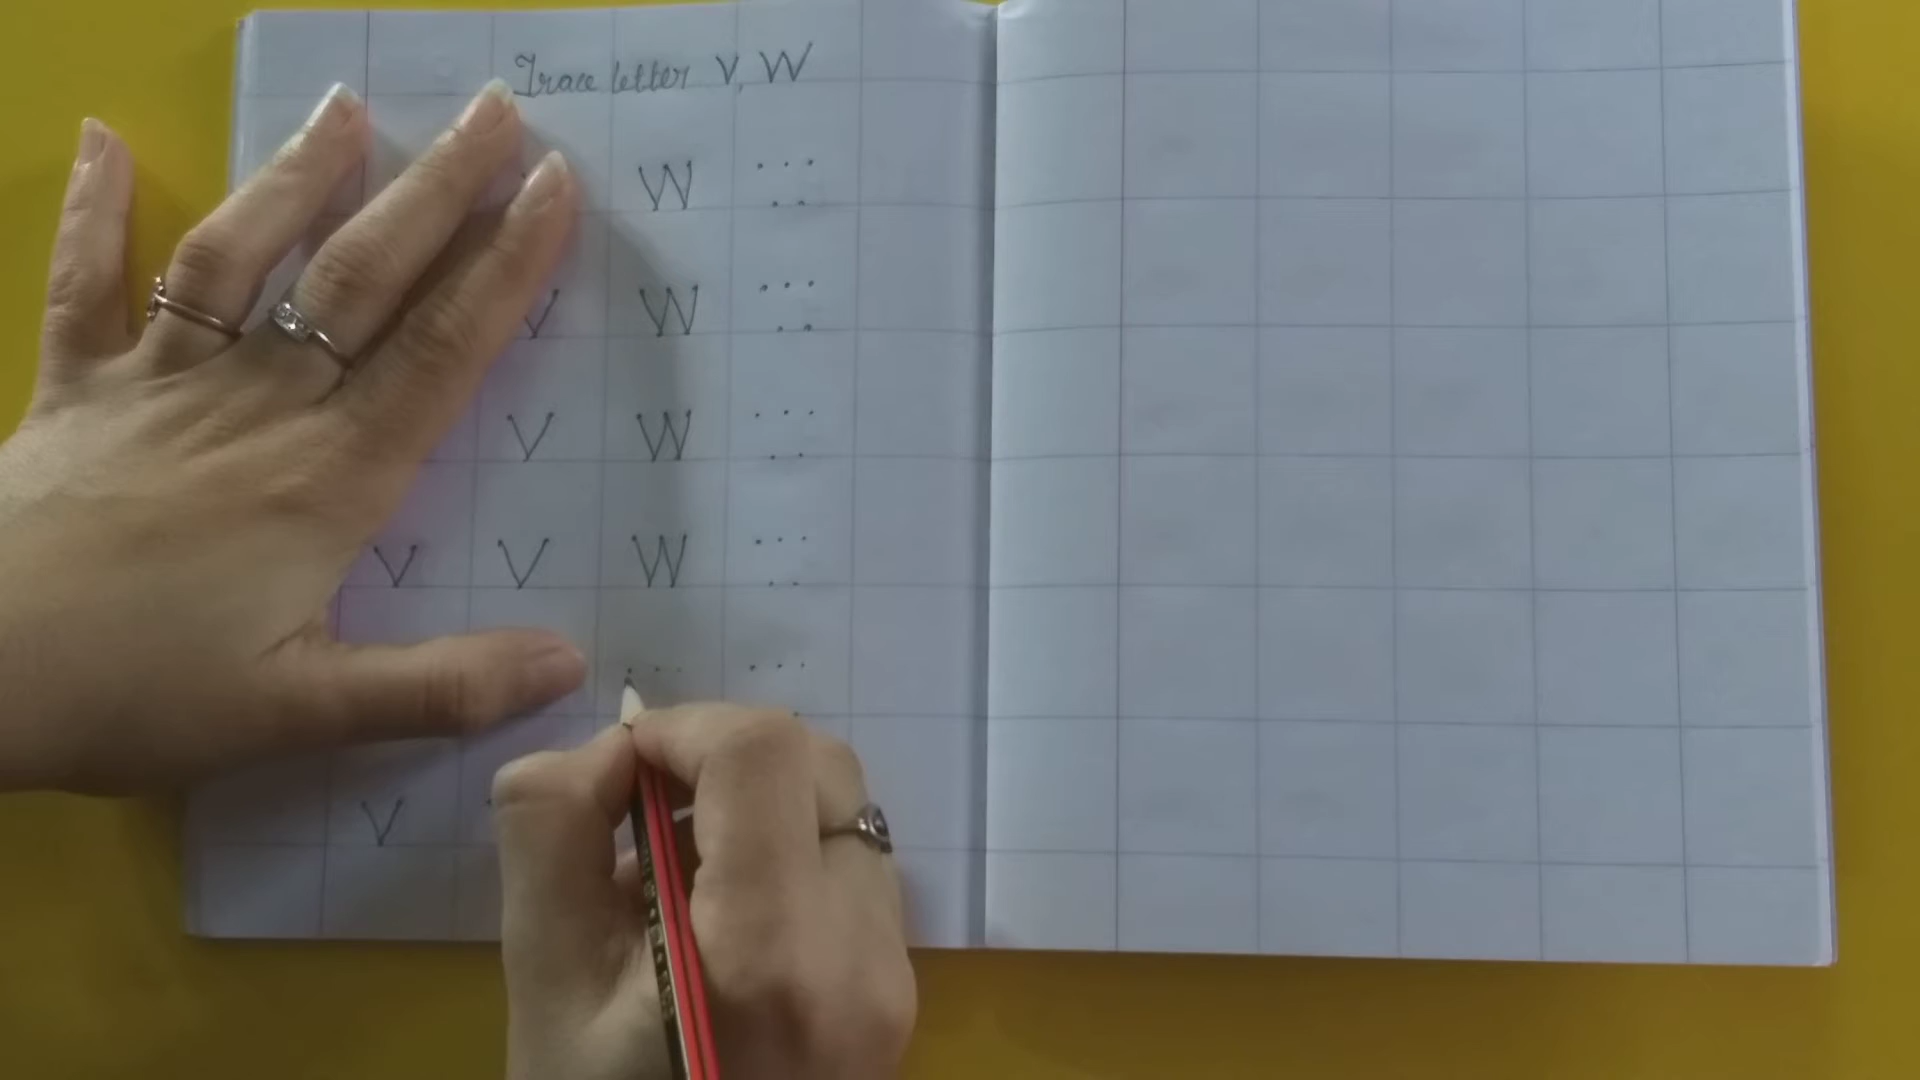 Trace letter V, W
W
V W
V W
V V W
V